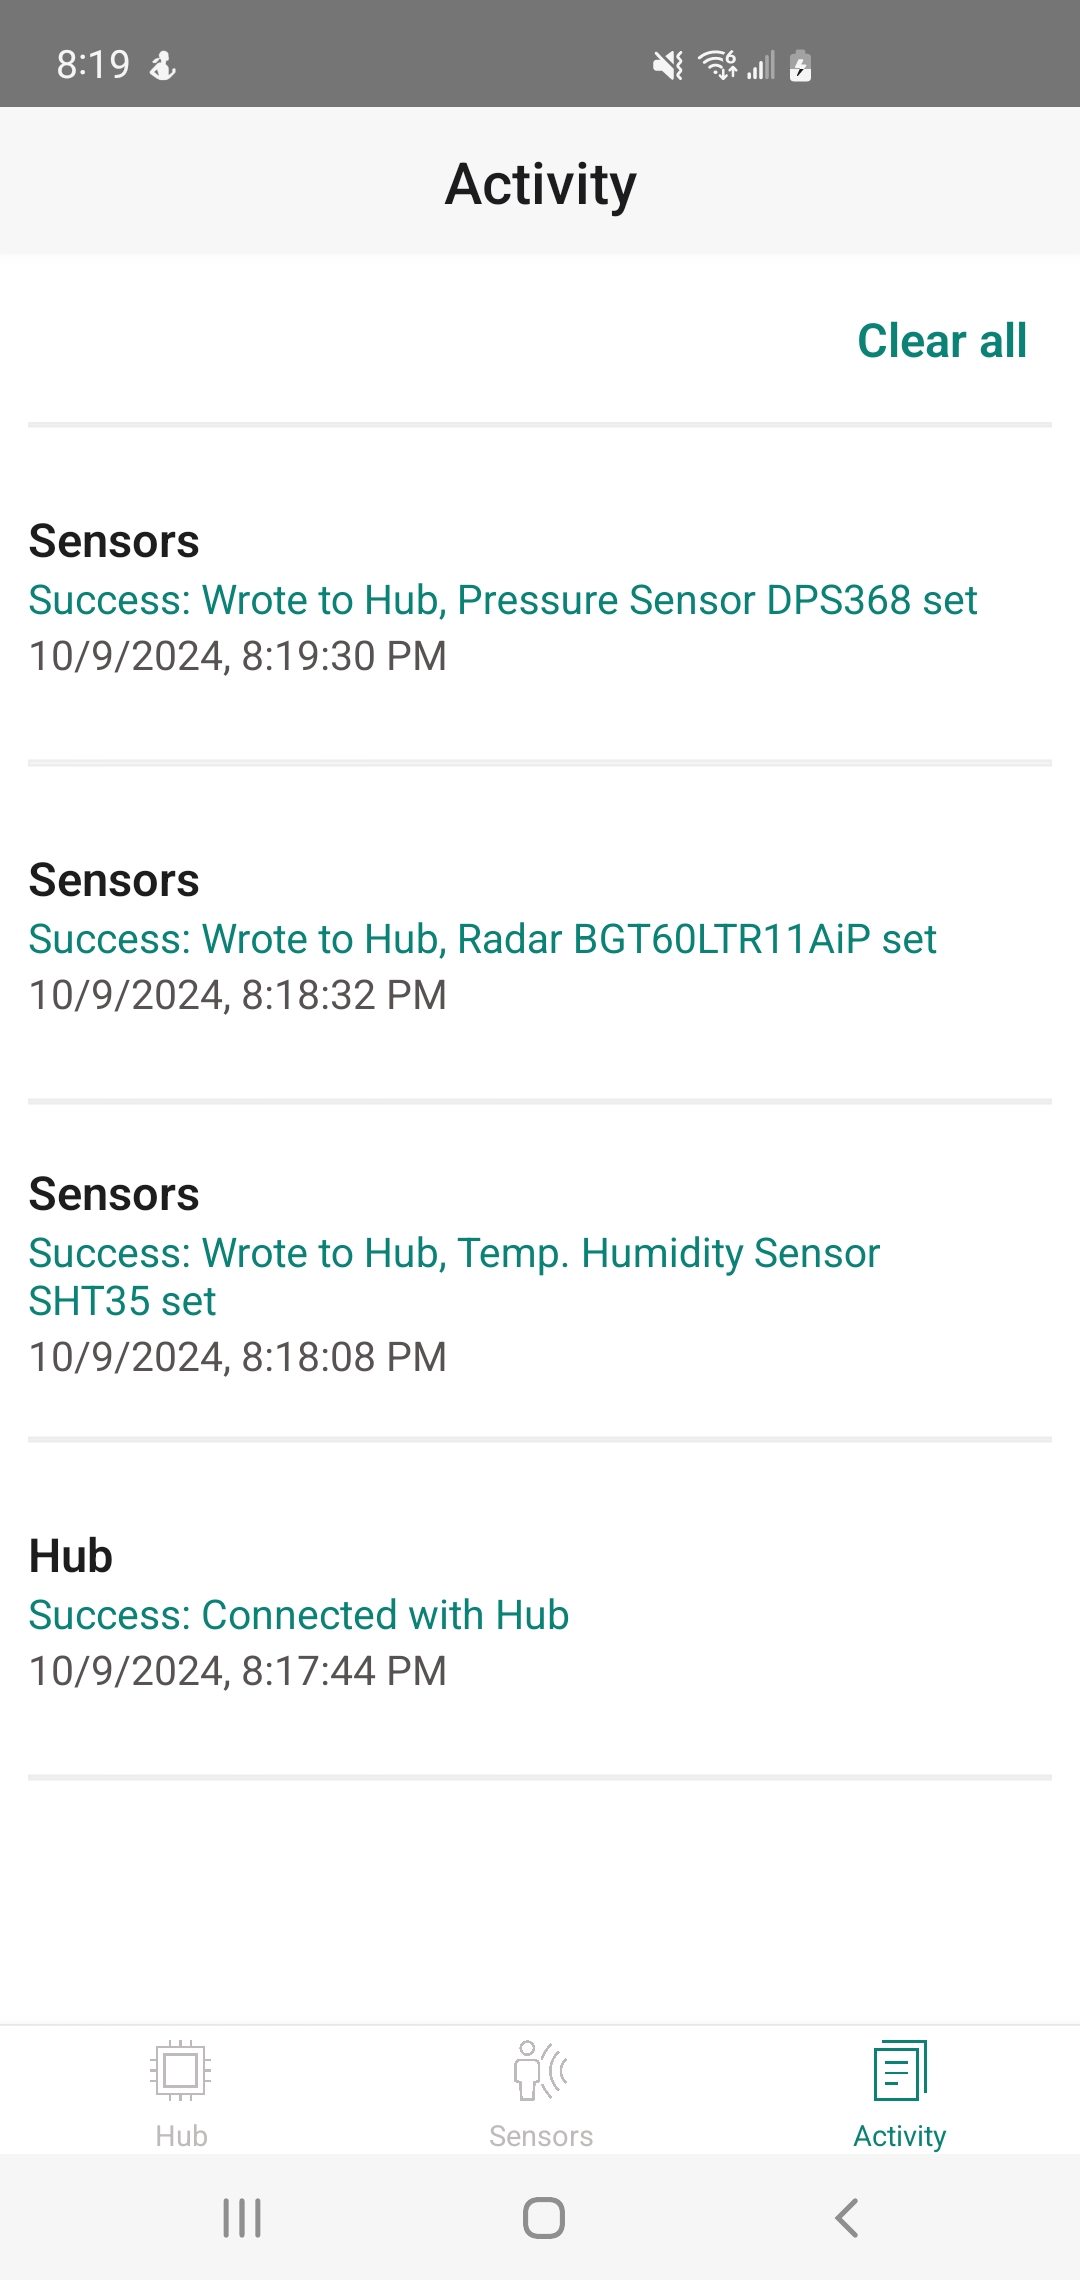 8:19
6
Activity
Clear all
Sensors
Success: Wrote to Hub, Pressure Sensor DPS368 set
10/9/2024, 8:19:30 PM
Sensors
Success: Wrote to Hub, Radar BGT60LTR11AiP set
10/9/2024, 8:18:32 PM
Sensors
Success: Wrote to Hub, Temp. Humidity Sensor
SHT35 set
10/9/2024, 8:18:08 PM
Hub
Success: Connected with Hub
10/9/2024, 8:17:44 PM
Hub
Sensors
Activity